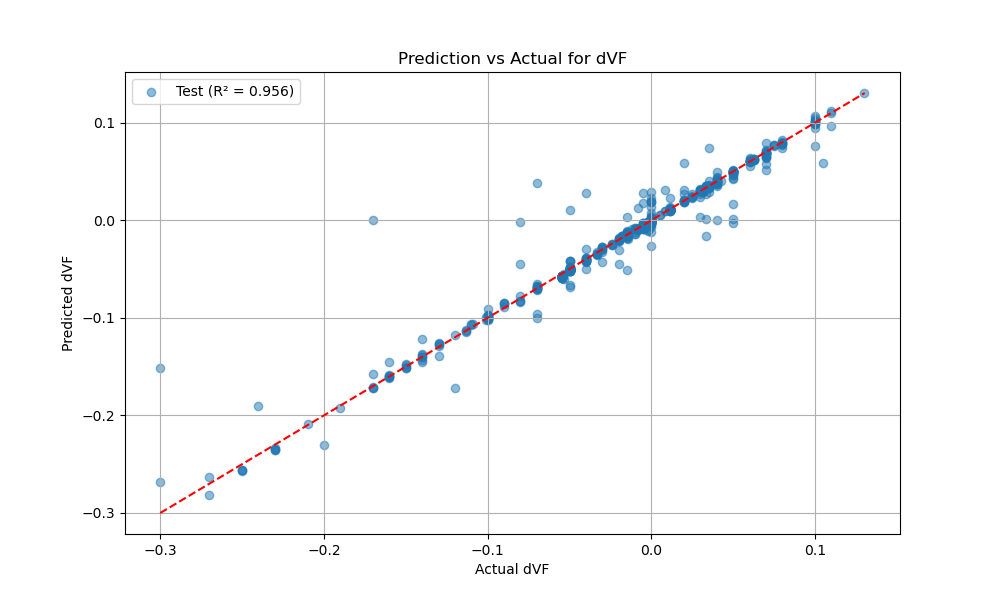 Prediction vs Actual for dVF
Test (R² = 0.956)
0.1
0.0
−0.1
−0.2
−0.3
Predicted dVF
−0.3 −0.2 −0.1 0.0 0.1
Actual dVF